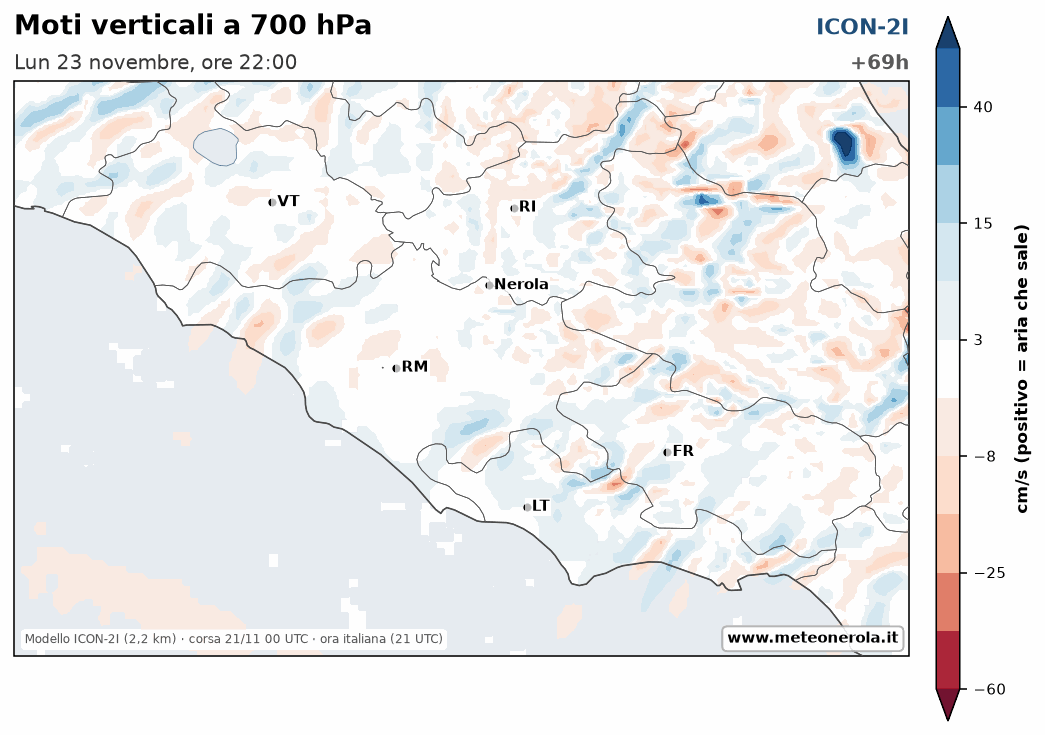 Moti verticali a 700 hPa
ICON-2I
Lun 23 novembre, ore 22:00
+69h
40
15
3
−8
−25
−60
cm/s (positivo = aria che sale)
VT
RI
Nerola
RM
FR
LT
Modello ICON-2I (2,2 km) · corsa 21/11 00 UTC · ora italiana (21 UTC)
www.meteonerola.it